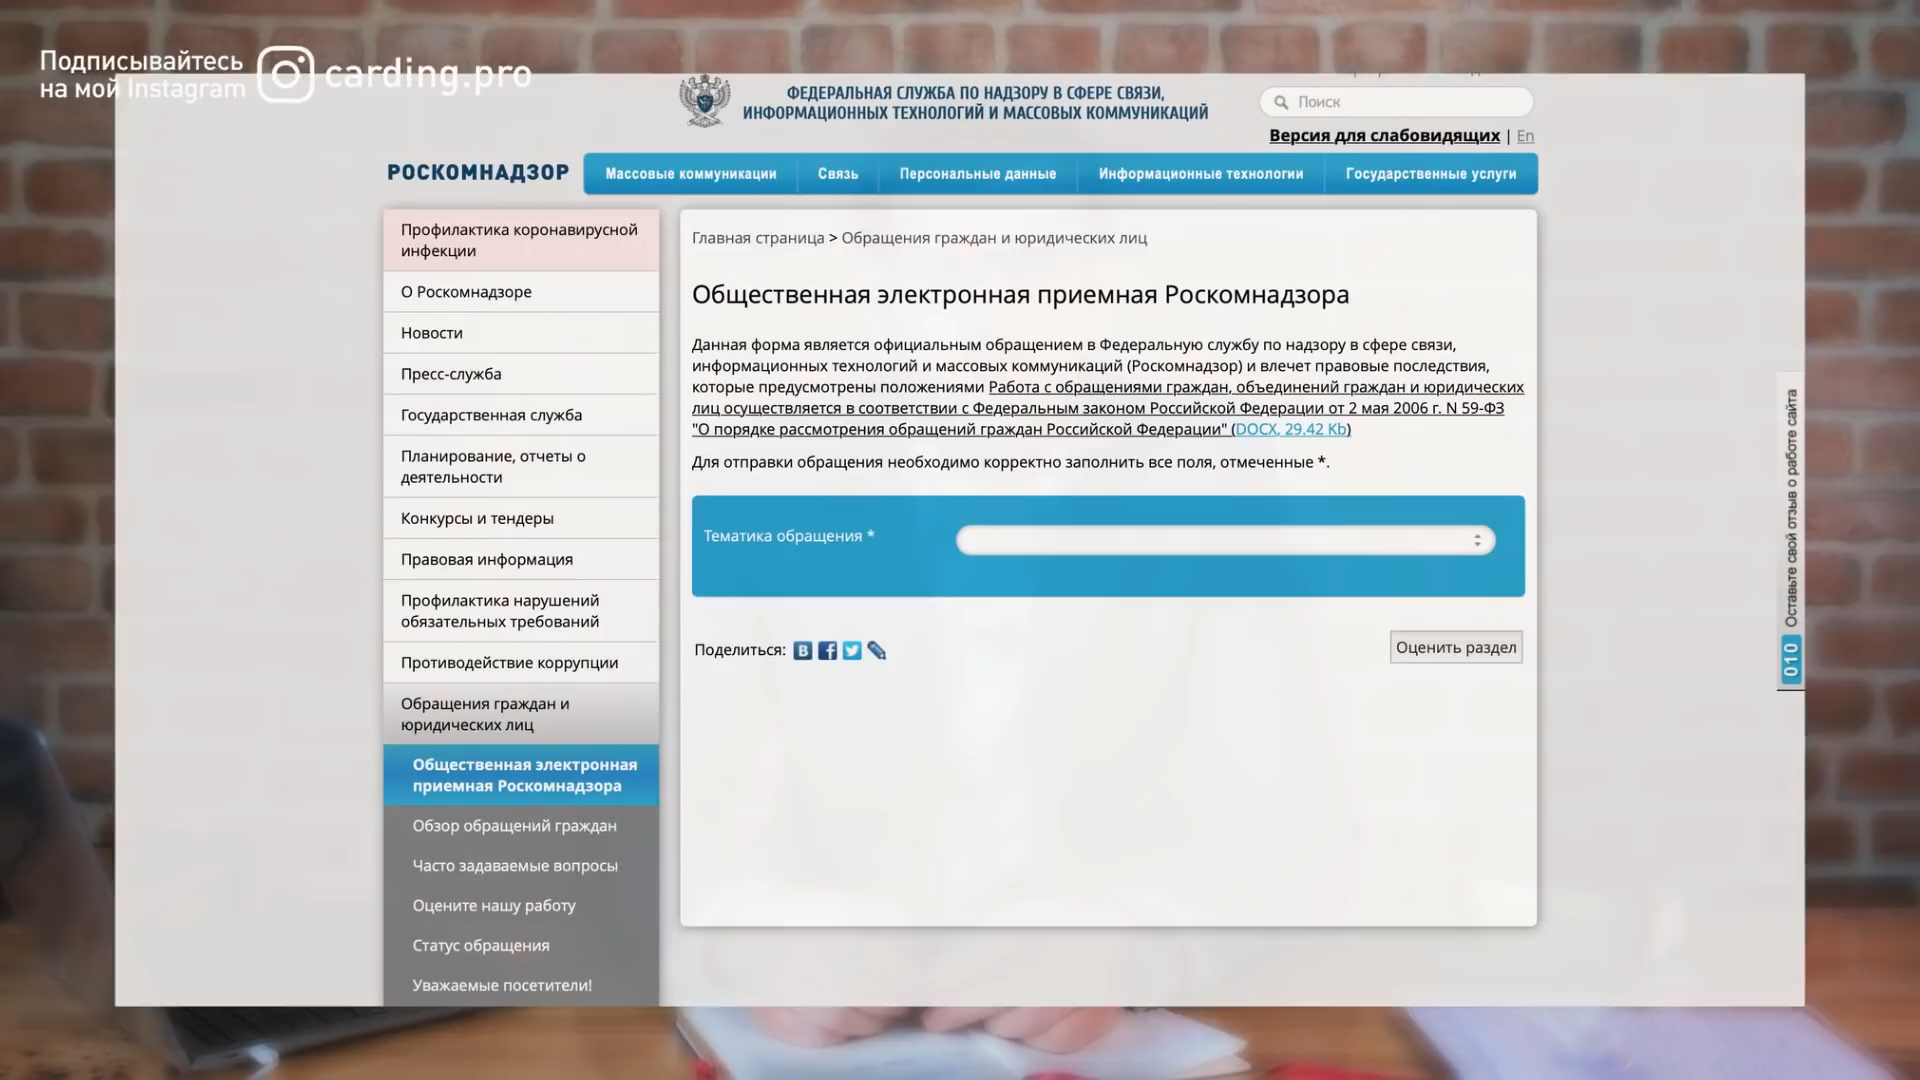 Подписывайтесь
на мой Instagram
carding.pro
ФЕДЕРАЛЬНАЯ СЛУЖБА ПО НАДЗОРУ В СФЕРЕ СВЯЗИ,
ИНФОРМАЦИОННЫХ ТЕХНОЛОГИЙ И МАССОВЫХ КОММУНИКАЦИЙ
Поиск
Версия для слабовидящих | En
РОСКОМНАДЗОР
Массовые коммуникации
Связь
Персональные данные
Информационные технологии
Государственные услуги
Профилактика коронавирусной
инфекции
О Роскомнадзоре
Новости
Пресс-служба
Государственная служба
Планирование, отчеты о
деятельности
Конкурсы и тендеры
Правовая информация
Профилактика нарушений
обязательных требований
Противодействие коррупции
Обращения граждан и
юридических лиц
Общественная электронная
приемная Роскомнадзора
Обзор обращений граждан
Часто задаваемые вопросы
Оцените нашу работу
Статус обращения
Уважаемые посетители!
Главная страница > Обращения граждан и юридических лиц
Общественная электронная приемная Роскомнадзора
Данная форма является официальным обращением в Федеральную службу по надзору в сфере связи,
информационных технологий и массовых коммуникаций (Роскомнадзор) и влечет правовые последствия,
которые предусмотрены положениями Работа с обращениями граждан, объединений граждан и юридических
лиц осуществляется в соответствии с Федеральным законом Российской Федерации от 2 мая 2006 г. N 59-ФЗ
"О порядке рассмотрения обращений граждан Российской Федерации" (DOCX, 29.42 Kb)
Для отправки обращения необходимо корректно заполнить все поля, отмеченные *.
Тематика обращения *
Поделиться:
Оценить раздел
Оставьте свой отзыв о работе сайта
010